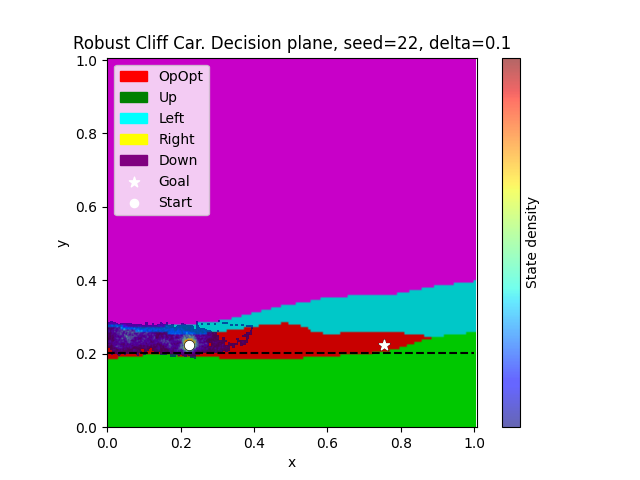 Robust Cliff Car. Decision plane, seed=22, delta=0.1
1.0
0.8
0.6
0.4
0.2
0.0
y
OpOpt
Up
Left
Right
Down
Goal
Start
0.0 0.2 0.4 0.6 0.8 1.0
x
State density